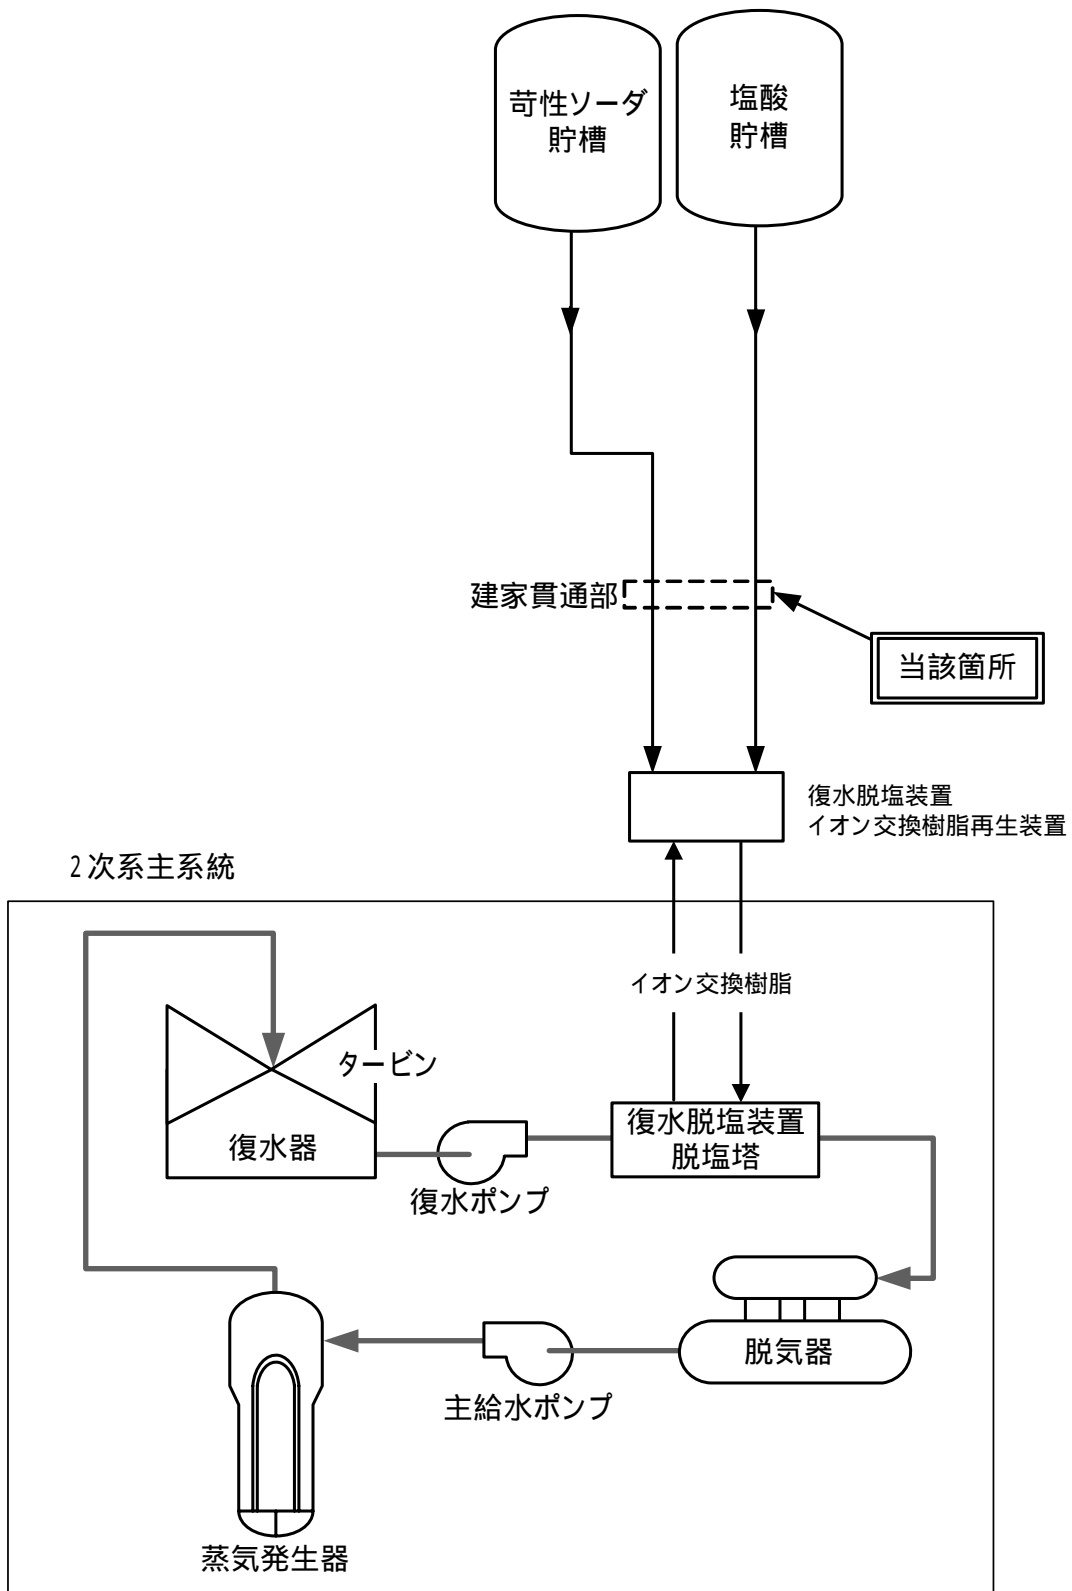 苛性ソーダ
貯槽
塩酸
貯槽
建家貫通部
当該箇所
復水脱塩装置
イオン交換樹脂再生装置
2次系主系統
イオン交換樹脂
タービン
復水器
復水脱塩装置
脱塩塔
復水ポンプ
脱気器
主給水ポンプ
蒸気発生器